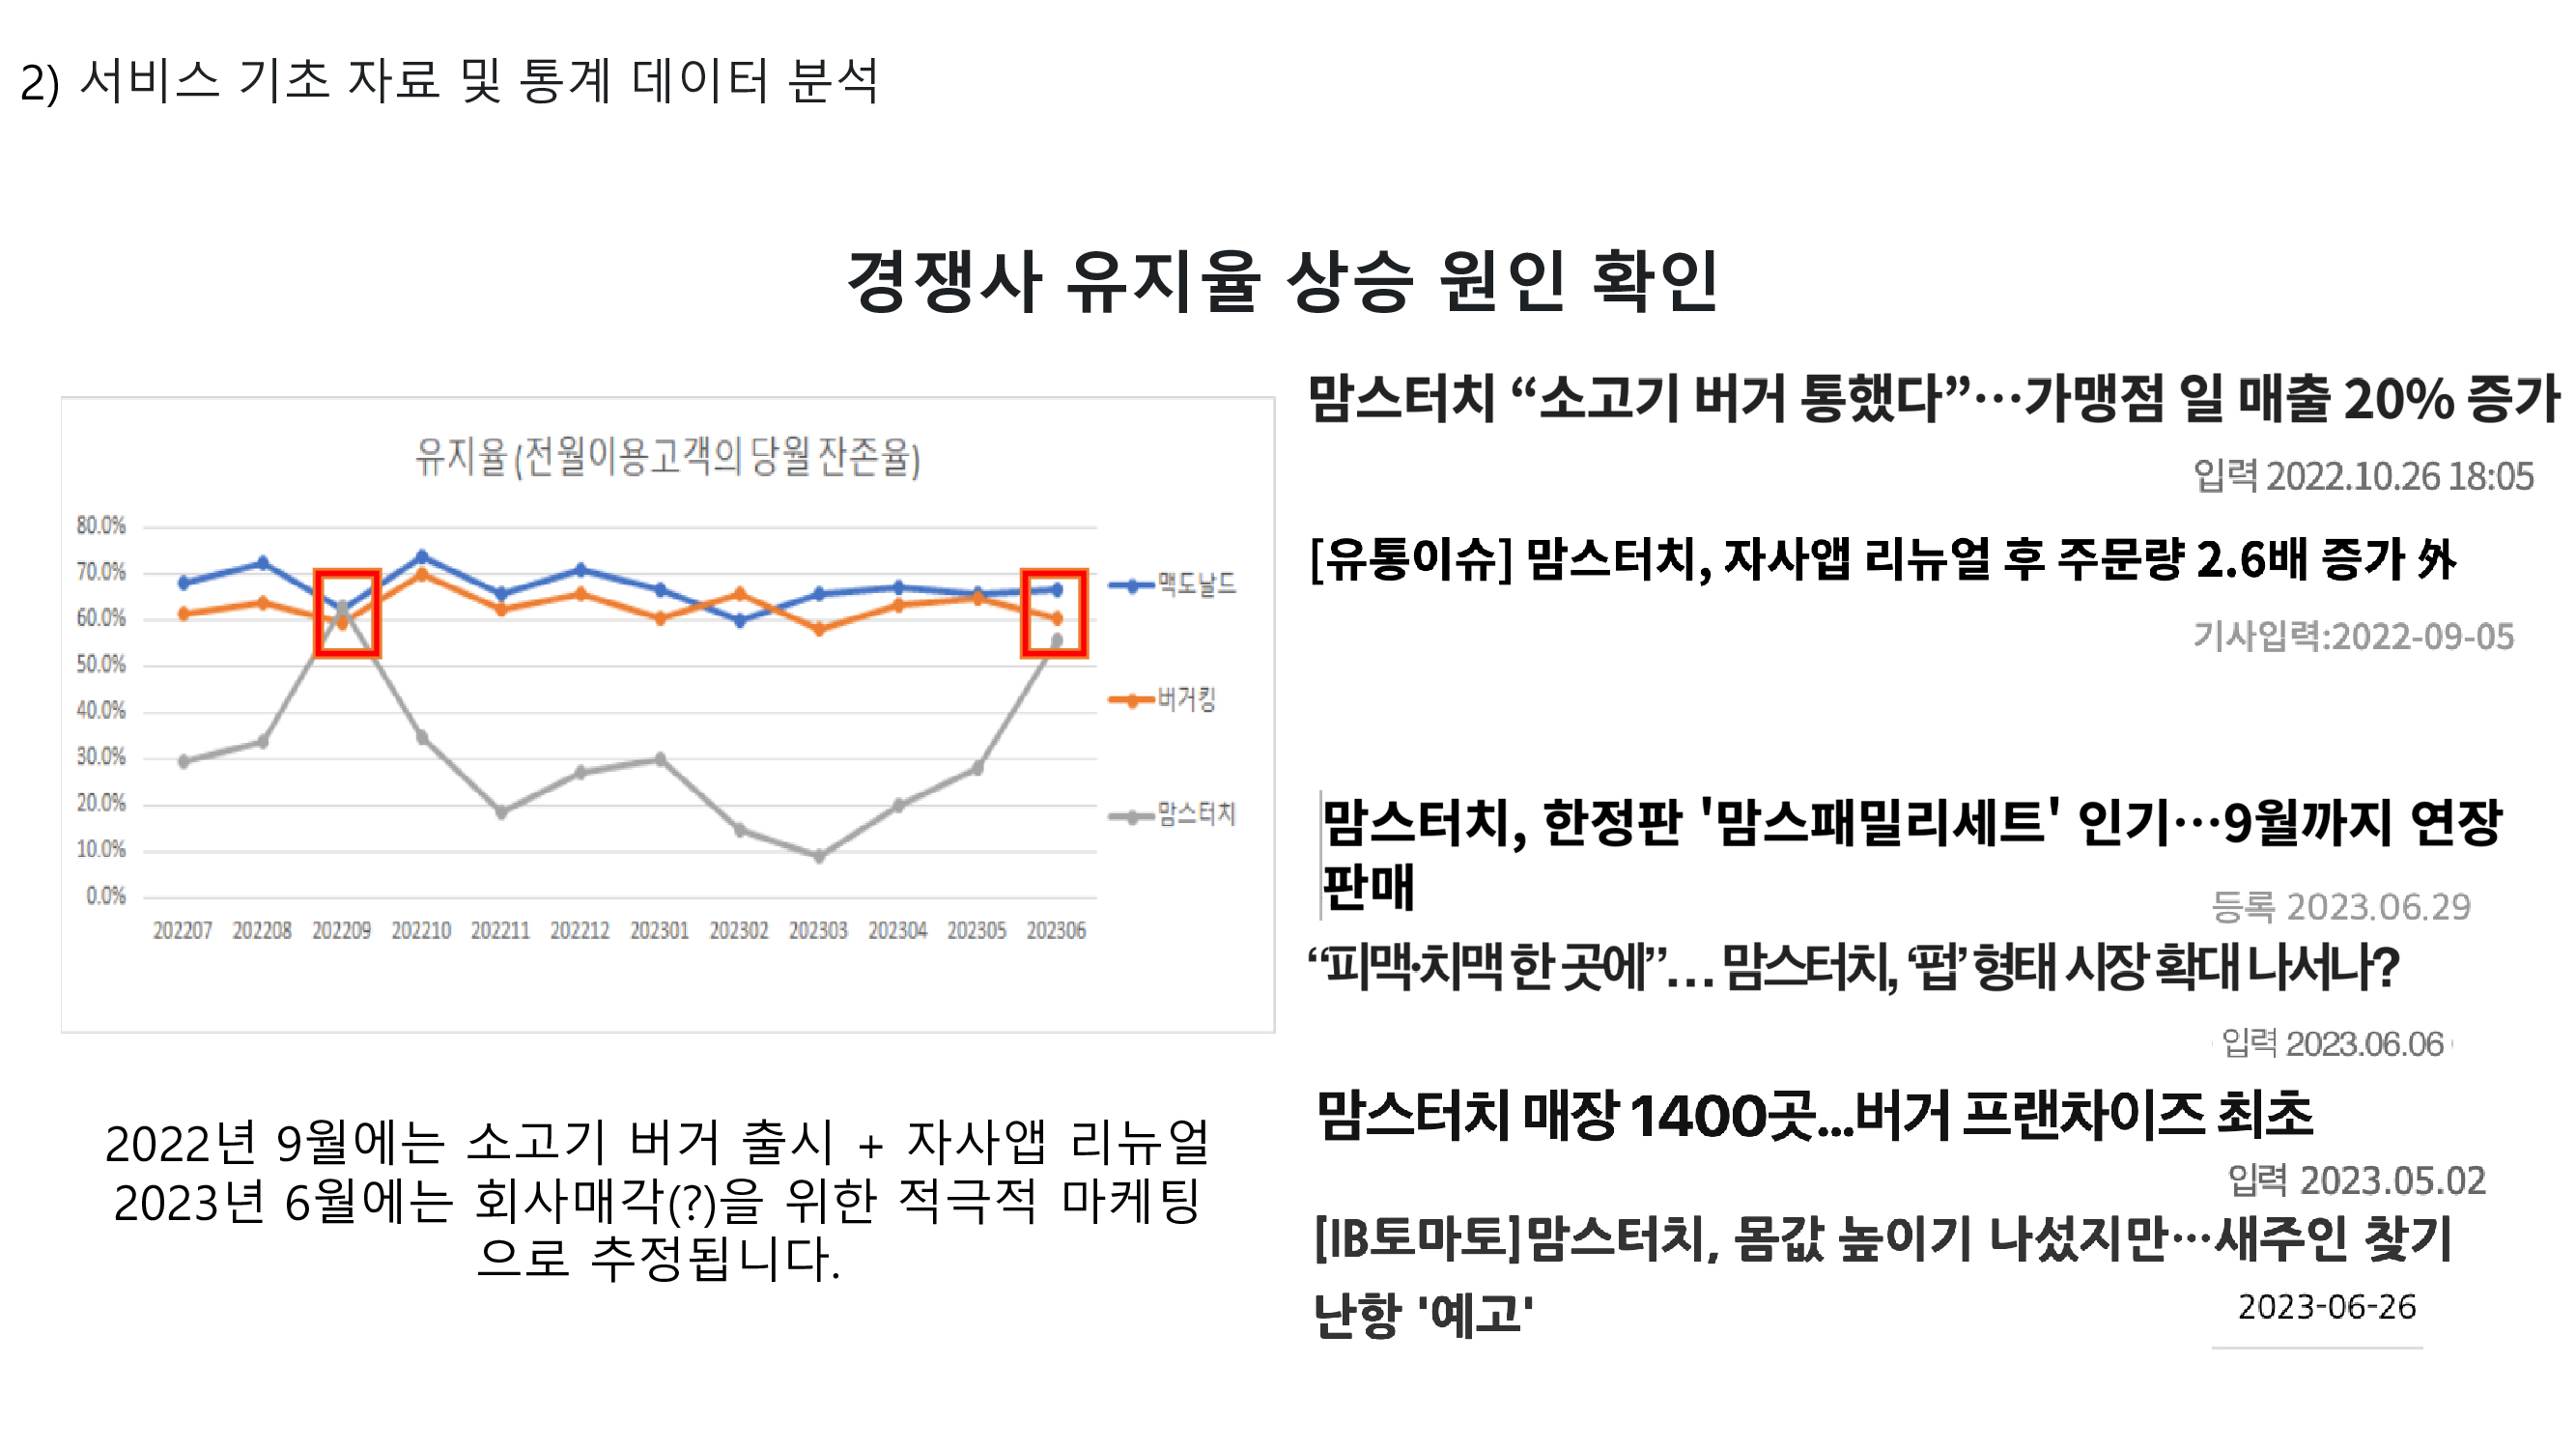 2) 서비스 기초 자료 및 통계 데이터 분석
경쟁사 유지율 상승 원인 확인
유지율 (전월이용고객의 당월 잔존율)
80.0%
70.0%
60.0%
50.0%
40.0%
30.0%
20.0%
10.0%
0.0%
202207 202208 202209 202210 202211 202212 202301 202302 202303 202304 202305 202306
맥도날드
버거킹
맘스터치
2022년 9월에는 소고기 버거 출시 + 자사앱 리뉴얼
2023년 6월에는 회사매각(?)을 위한 적극적 마케팅
으로 추정됩니다.
맘스터치 “소고기 버거 통했다”…가맹점 일 매출 20% 증가
입력 2022.10.26 18:05
[유통이슈] 맘스터치, 자사앱 리뉴얼 후 주문량 2.6배 증가 外
기사입력:2022-09-05
맘스터치, 한정판 '맘스패밀리세트' 인기…9월까지 연장
판매
등록 2023.06.29
“피맥·치맥 한 곳에”… 맘스터치, ‘펍’ 형태 시장 확대 나서나?
입력 2023.06.06
맘스터치 매장 1400곳...버거 프랜차이즈 최초
입력 2023.05.02
[IB토마토]맘스터치, 몸값 높이기 나섰지만…새주인 찾기
난항 '예고'
2023-06-26